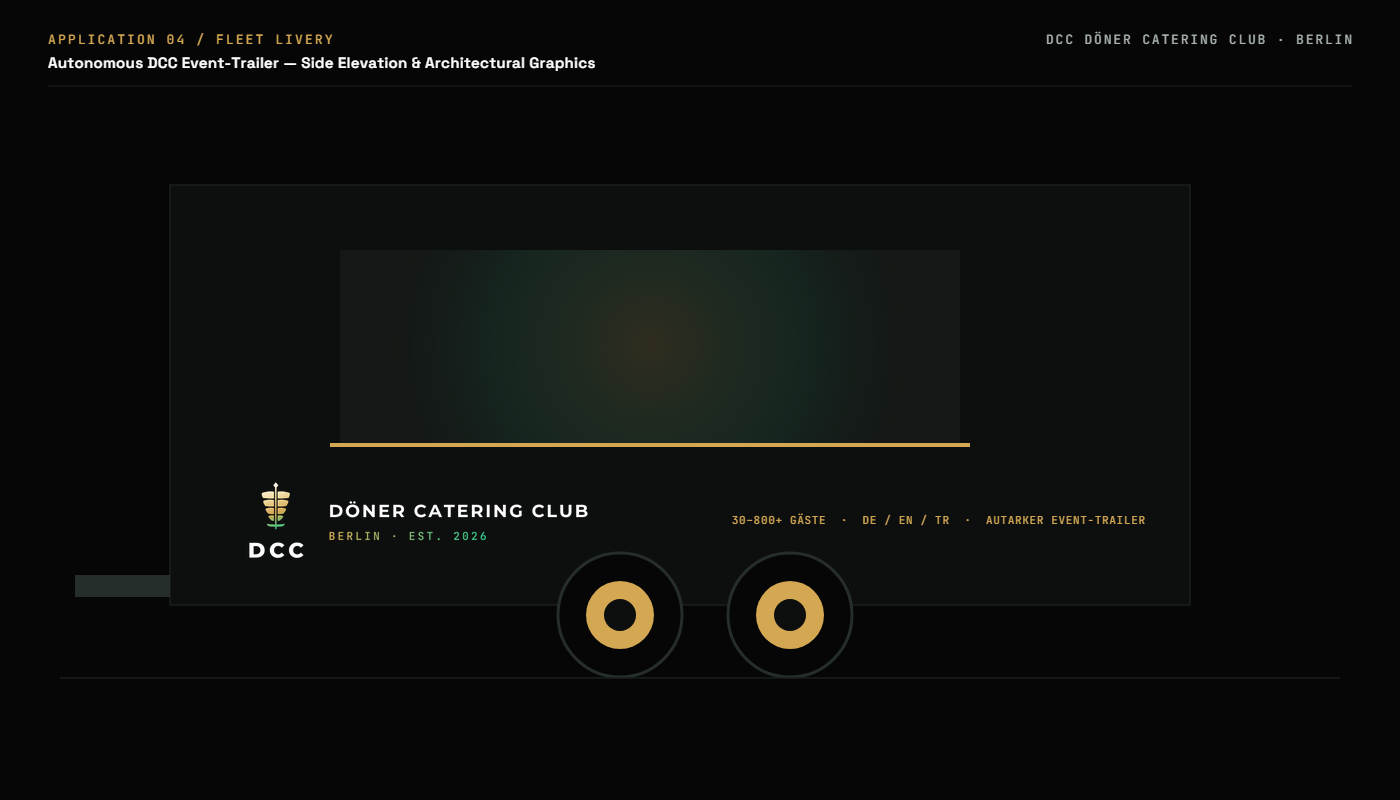 APPLICATION 04 / FLEET LIVERY
DCC DÖNER CATERING CLUB · BERLIN
Autonomous DCC Event-Trailer — Side Elevation & Architectural Graphics
DÖNER CATERING CLUB
30–800+ GÄSTE · DE / EN / TR · AUTARKER EVENT-TRAILER
BERLIN · EST. 2026
DCC